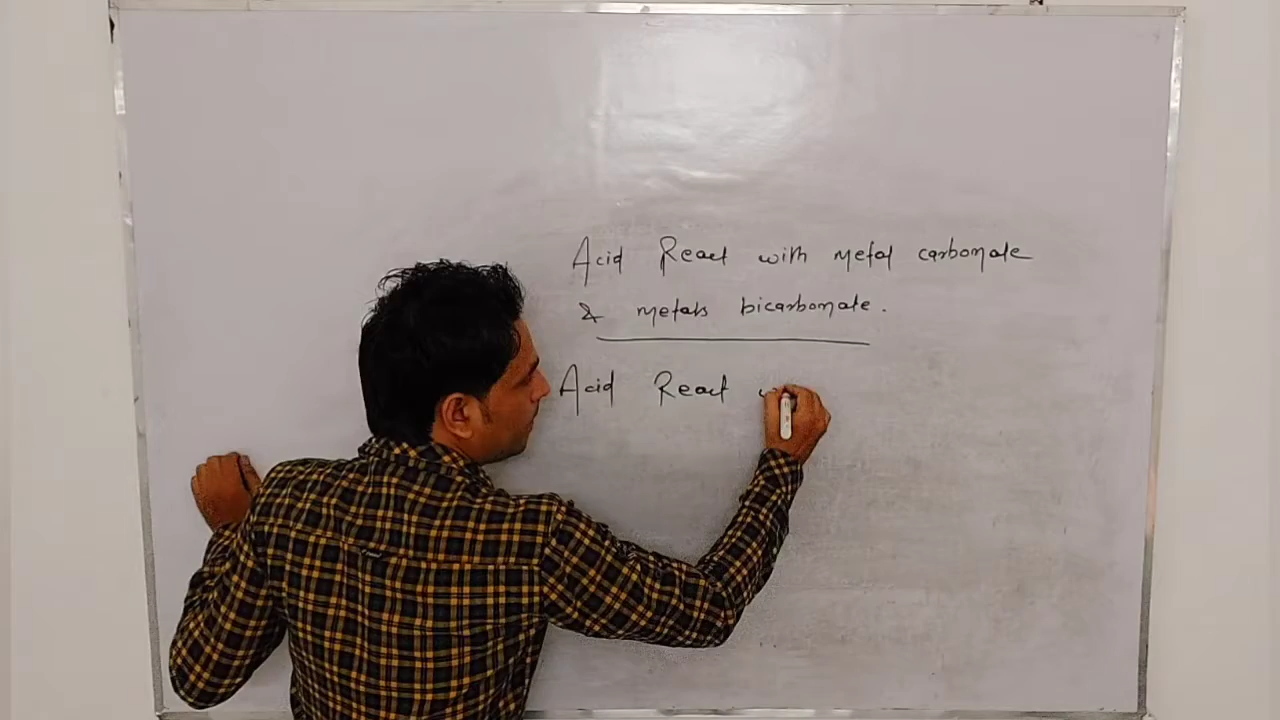 Acid React with metal carbonate
& metals bicarbonate.
Acid React w